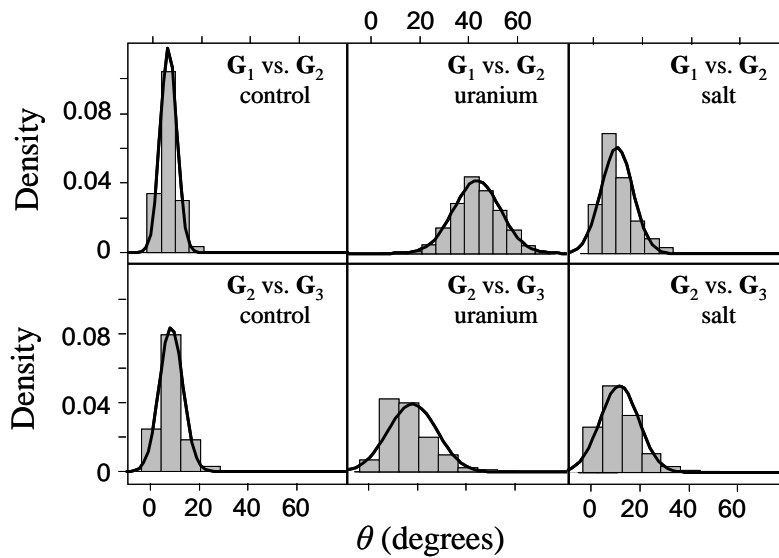 0 20 40 60
G₁ vs. G₂
control
G₁ vs. G₂
uranium
G₁ vs. G₂
salt
Density
0.08
0.04
0
G₂ vs. G₃
control
G₂ vs. G₃
uranium
G₂ vs. G₃
salt
Density
0.08
0.04
0
0 20 40 60
0 20 40 60
θ (degrees)